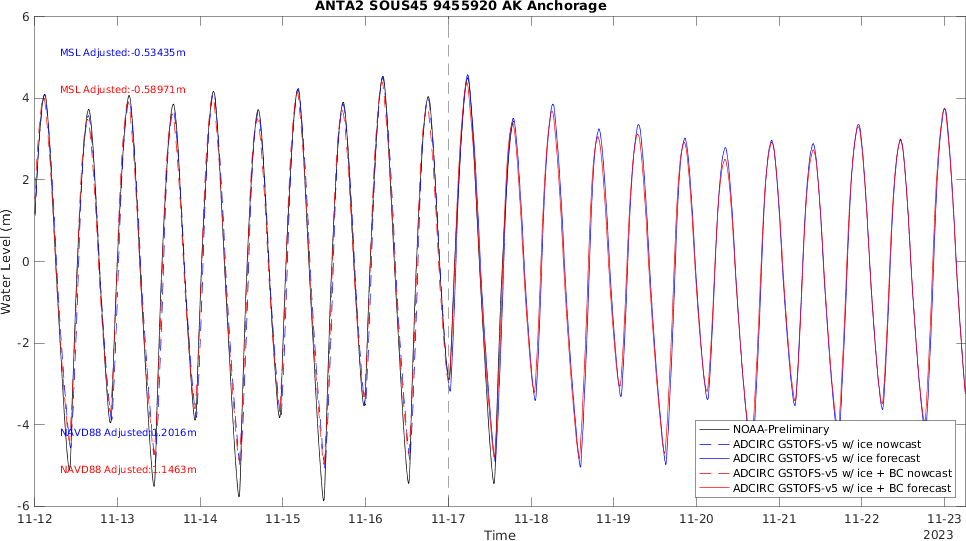 ANTA2 SOUS45 9455920 AK Anchorage
MSL Adjusted:-0.53435m
MSL Adjusted:-0.58971m
NAVD88 Adjusted:1.2016m
NAVD88 Adjusted:1.1463m
Water Level (m)
6
4
2
0
-2
-4
-6
11-12
11-13
11-14
11-15
11-16
11-17
11-18
11-19
11-20
11-21
11-22
11-23
2023
Time
NOAA-Preliminary
ADCIRC GSTOFS-v5 w/ ice nowcast
ADCIRC GSTOFS-v5 w/ ice forecast
ADCIRC GSTOFS-v5 w/ ice + BC nowcast
ADCIRC GSTOFS-v5 w/ ice + BC forecast